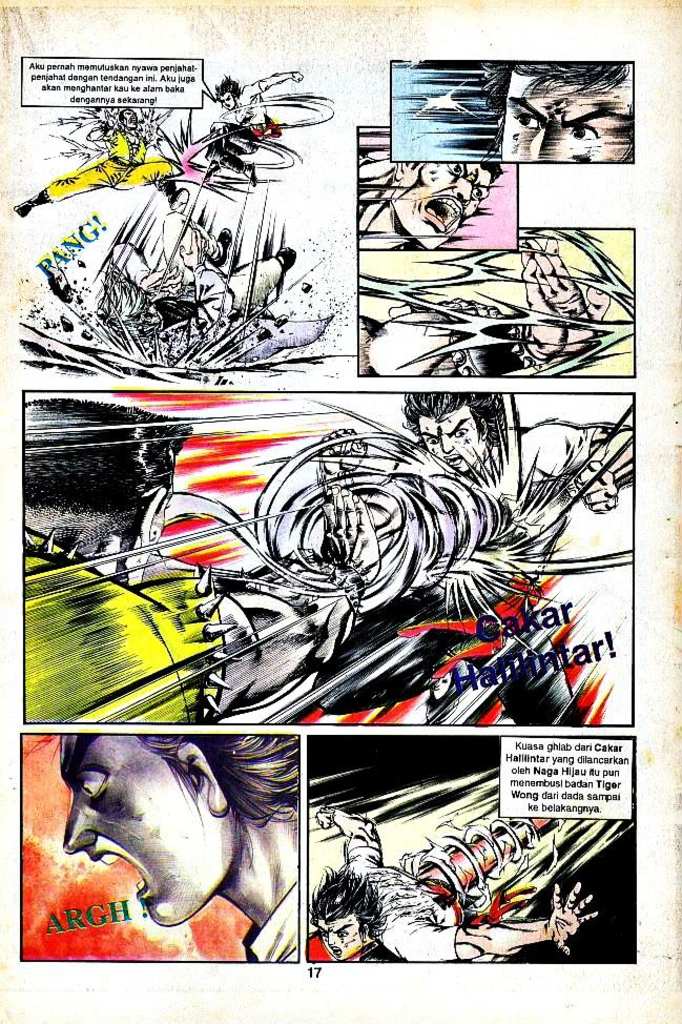 Aku pernah memutuskan nyawa penjahat-
penjahat dengan tendangan ini. Aku juga
akan menghantar kau ke alam baka
dengannya sekarang!
PANG!
Cakar
Halilintar!
ARGH!
Kuasa ghlab dari Cakar
Halilintar yang dilancarkan
oleh Naga Hijau itu pun
menembusi badan Tiger
Wong dari dada sampai
ke belakangnya.
17